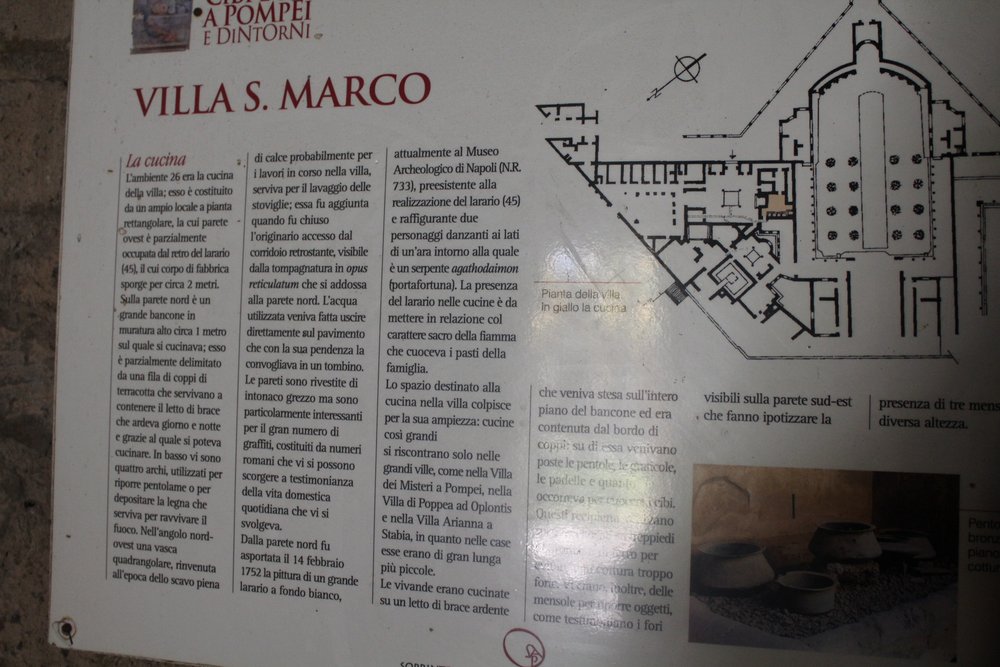 A POMPEI
E DINTORNI
VILLA S. MARCO
La cucina
L'ambiente 26 era la cucina
della villa; esso è costituito
da un ampio locale a pianta
rettangolare, la cui parete
ovest è parzialmente
occupata dal retro del larario
(45), il cui corpo di fabbrica
sporge per circa 2 metri.
Sulla parete nord è un
grande bancone in
muratura alto circa 1 metro
sul quale si cucinava; esso
è parzialmente delimitato
da una fila di coppi di
terracotta che servivano a
contenere il letto di brace
che ardeva giorno e notte
e grazie al quale si poteva
cucinare. In basso vi sono
quattro archi, utilizzati per
riporre pentolame o per
depositare la legna che
serviva per ravvivare il
fuoco. Nell'angolo nord-
ovest una vasca
quadrangolare, rinvenuta
all'epoca dello scavo piena
di calce probabilmente per
i lavori in corso nella villa,
serviva per il lavaggio delle
stoviglie; essa fu aggiunta
quando fu chiuso
l'originario accesso dal
corridoio retrostante, visibile
dalla tompagnatura in opus
reticulatum che si addossa
alla parete nord. L'acqua
utilizzata veniva fatta uscire
direttamente sul pavimento
che con la sua pendenza la
convogliava in un tombino.
Le pareti sono rivestite di
intonaco grezzo ma sono
particolarmente interessanti
per il gran numero di
graffiti, costituiti da numeri
romani che vi si possono
scorgere a testimonianza
della vita domestica
quotidiana che vi si
svolgeva.
Dalla parete nord fu
asportata il 14 febbraio
1752 la pittura di un grande
larario a fondo bianco,
attualmente al Museo
Archeologico di Napoli (N.R.
733), preesistente alla
realizzazione del larario (45)
e raffigurante due
personaggi danzanti ai lati
di un'ara intorno alla quale
è un serpente agathodaimon
(portafortuna). La presenza
del larario nelle cucine è da
mettere in relazione col
carattere sacro della fiamma
che cuoceva i pasti della
famiglia.
Lo spazio destinato alla
cucina nella villa colpisce
per la sua ampiezza: cucine
così grandi
si riscontrano solo nelle
grandi ville, come nella Villa
dei Misteri a Pompei, nella
Villa di Poppea ad Oplontis
e nella Villa Arianna a
Stabia, in quanto nelle case
esse erano di gran lunga
più piccole.
Le vivande erano cucinate
su un letto di brace ardente
che veniva stesa sull'intero
piano del bancone ed era
contenuta dal bordo di
coppi: su di essa venivano
poste le pentole, le graticole,
le padelle e quanto
occorreva per cuocere i cibi.
Questi recipienti
treppiedi
per
cottura troppo
Vi erano, inoltre, delle
mensole per riporre oggetti,
come testimoniano i fori
visibili sulla parete sud-est
che fanno ipotizzare la
presenza di tre mens
diversa altezza.
Pianta della villa.
In giallo la cucina